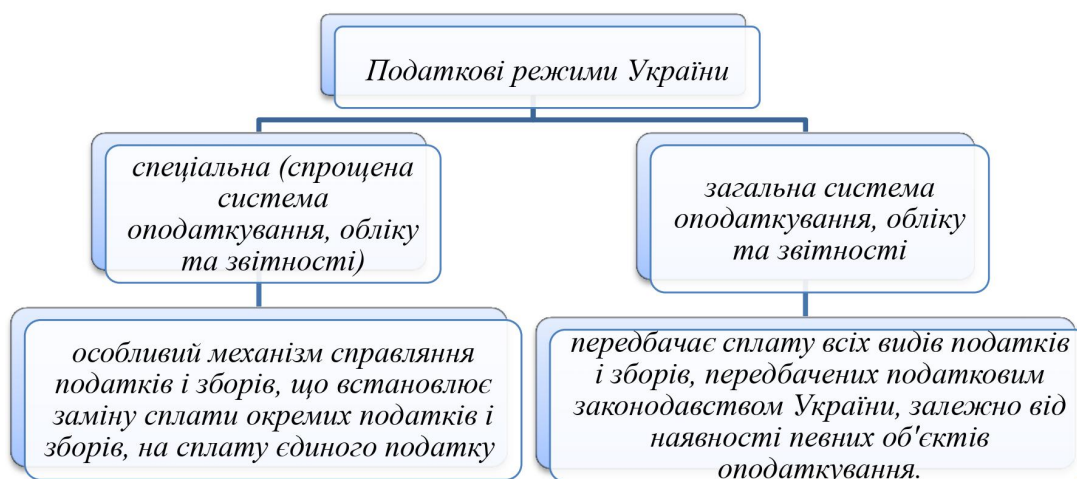 Податкові режими України
спеціальна (спрощена
система
оподаткування, обліку
та звітності)
загальна система
оподаткування, обліку
та звітності
особливий механізм справляння
податків і зборів, що встановлює
заміну сплати окремих податків і
зборів, на сплату єдиного податку
передбачає сплату всіх видів податків
і зборів, передбачених податковим
законодавством України, залежно від
наявності певних об'єктів
оподаткування.